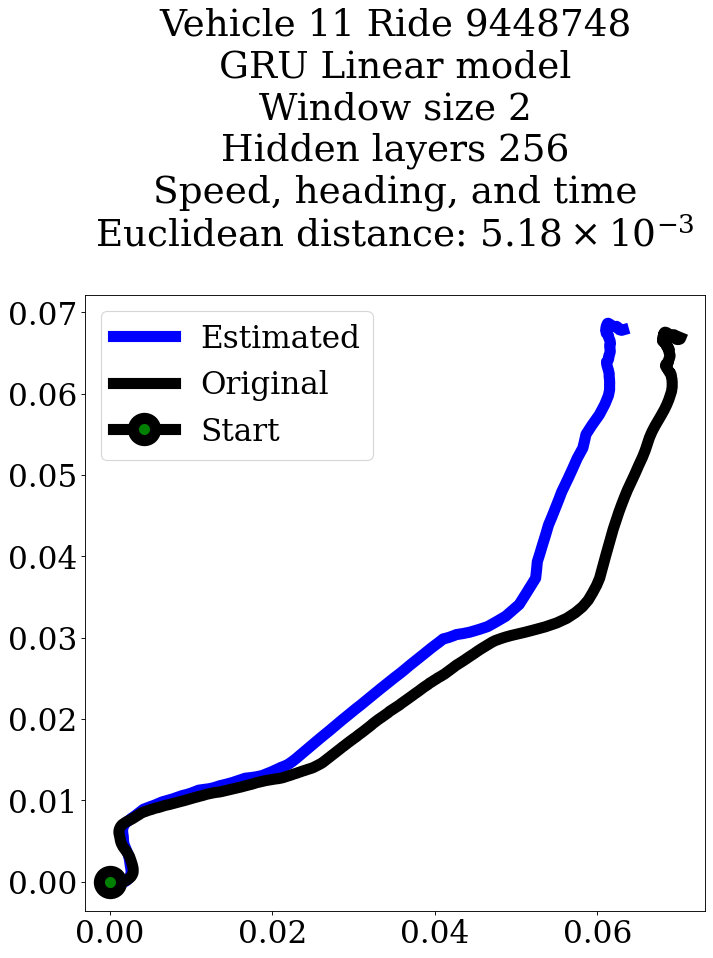 Vehicle 11 Ride 9448748
GRU Linear model
Window size 2
Hidden layers 256
Speed, heading, and time
Euclidean distance: 5.18 × 10⁻³
0.07
0.06
0.05
0.04
0.03
0.02
0.01
0.00
Estimated
Original
Start
0.00 0.02 0.04 0.06